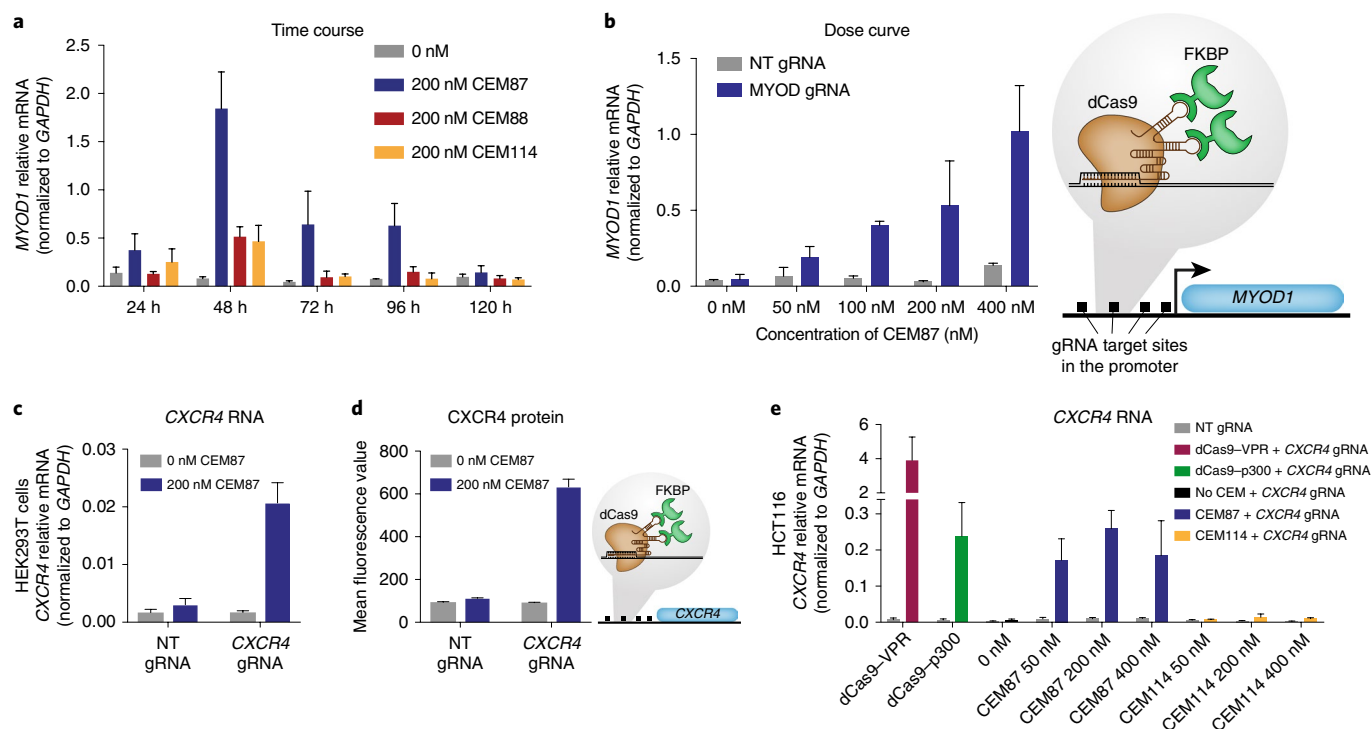 a
Time course
MYOD1 relative mRNA
(normalized to GAPDH)
2.5
2.0
1.5
1.0
0.5
0.0
24 h 48 h 72 h 96 h 120 h
0 nM
200 nM CEM87
200 nM CEM88
200 nM CEM114
b
Dose curve
MYOD1 relative mRNA
(normalized to GAPDH)
1.5
1.0
0.5
0.0
NT gRNA
MYOD gRNA
0 nM 50 nM 100 nM 200 nM 400 nM
Concentration of CEM87 (nM)
FKBP
dCas9
MYOD1
gRNA target sites
in the promoter
c
CXCR4 RNA
HEK293T cells
CXCR4 relative mRNA
(normalized to GAPDH)
0.03
0.02
0.01
0.00
0 nM CEM87
200 nM CEM87
NT
gRNA
CXCR4
gRNA
d
CXCR4 protein
Mean fluorescence value
800
600
400
200
0
0 nM CEM87
200 nM CEM87
NT
gRNA
CXCR4
gRNA
FKBP
dCas9
CXCR4
e
CXCR4 RNA
HCT116
CXCR4 relative mRNA
(normalized to GAPDH)
6
4
2
0.3
0.2
0.1
0.0
NT gRNA
dCas9–VPR + CXCR4 gRNA
dCas9–p300 + CXCR4 gRNA
No CEM + CXCR4 gRNA
CEM87 + CXCR4 gRNA
CEM114 + CXCR4 gRNA
dCas9–VPR
dCas9–p300
0 nM
CEM87 50 nM
CEM87 200 nM
CEM87 400 nM
CEM114 50 nM
CEM114 200 nM
CEM114 400 nM